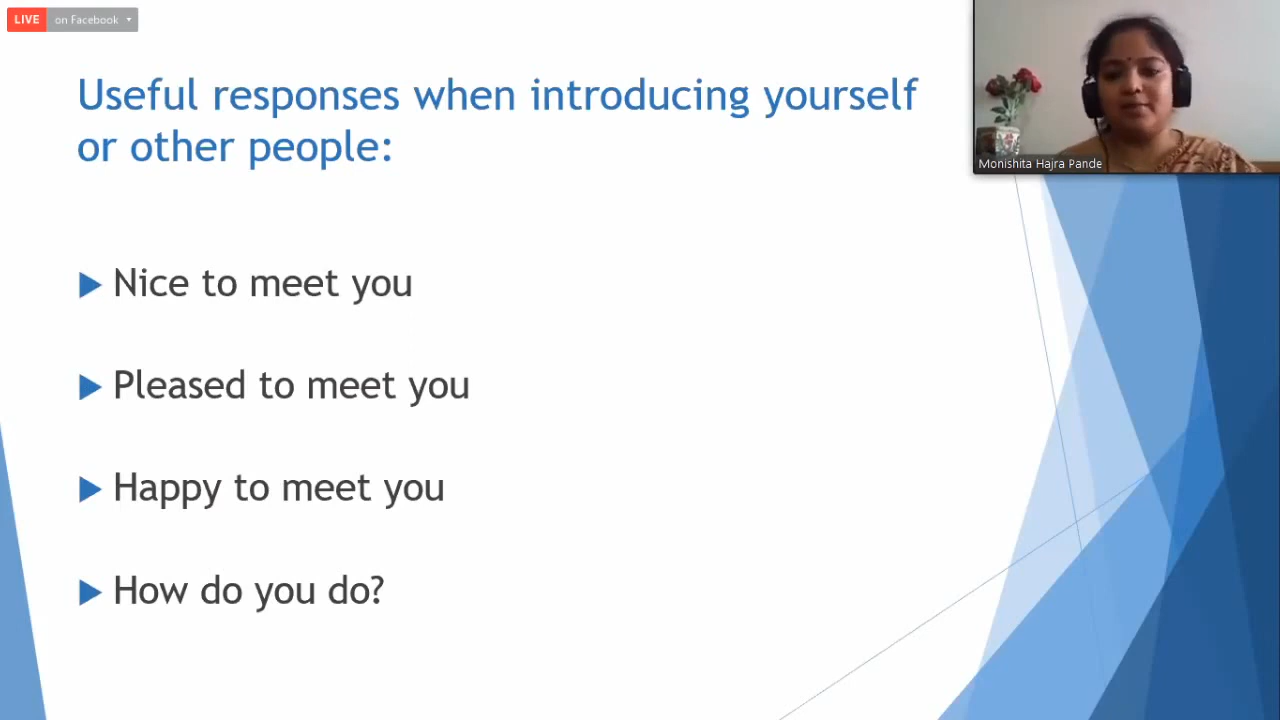 LIVE on Facebook
Useful responses when introducing yourself
or other people:
Monishita Hajra Pande
Nice to meet you
Pleased to meet you
Happy to meet you
How do you do?